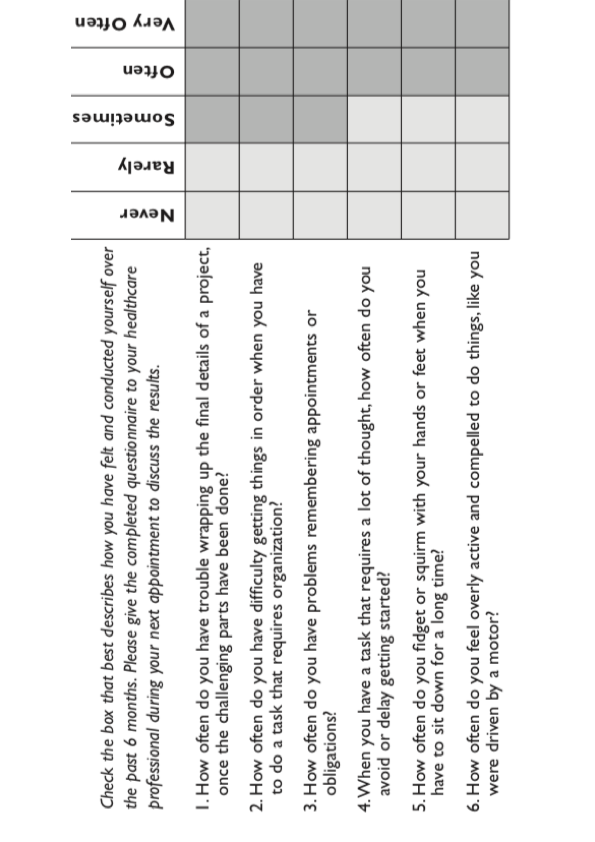 Check the box that best describes how you have felt and conducted yourself over
the past 6 months. Please give the completed questionnaire to your healthcare
professional during your next appointment to discuss the results.
Never
Rarely
Sometimes
Often
Very Often
1. How often do you have trouble wrapping up the final details of a project,
once the challenging parts have been done?
2. How often do you have difficulty getting things in order when you have
to do a task that requires organization?
3. How often do you have problems remembering appointments or
obligations?
4. When you have a task that requires a lot of thought, how often do you
avoid or delay getting started?
5. How often do you fidget or squirm with your hands or feet when you
have to sit down for a long time?
6. How often do you feel overly active and compelled to do things, like you
were driven by a motor?